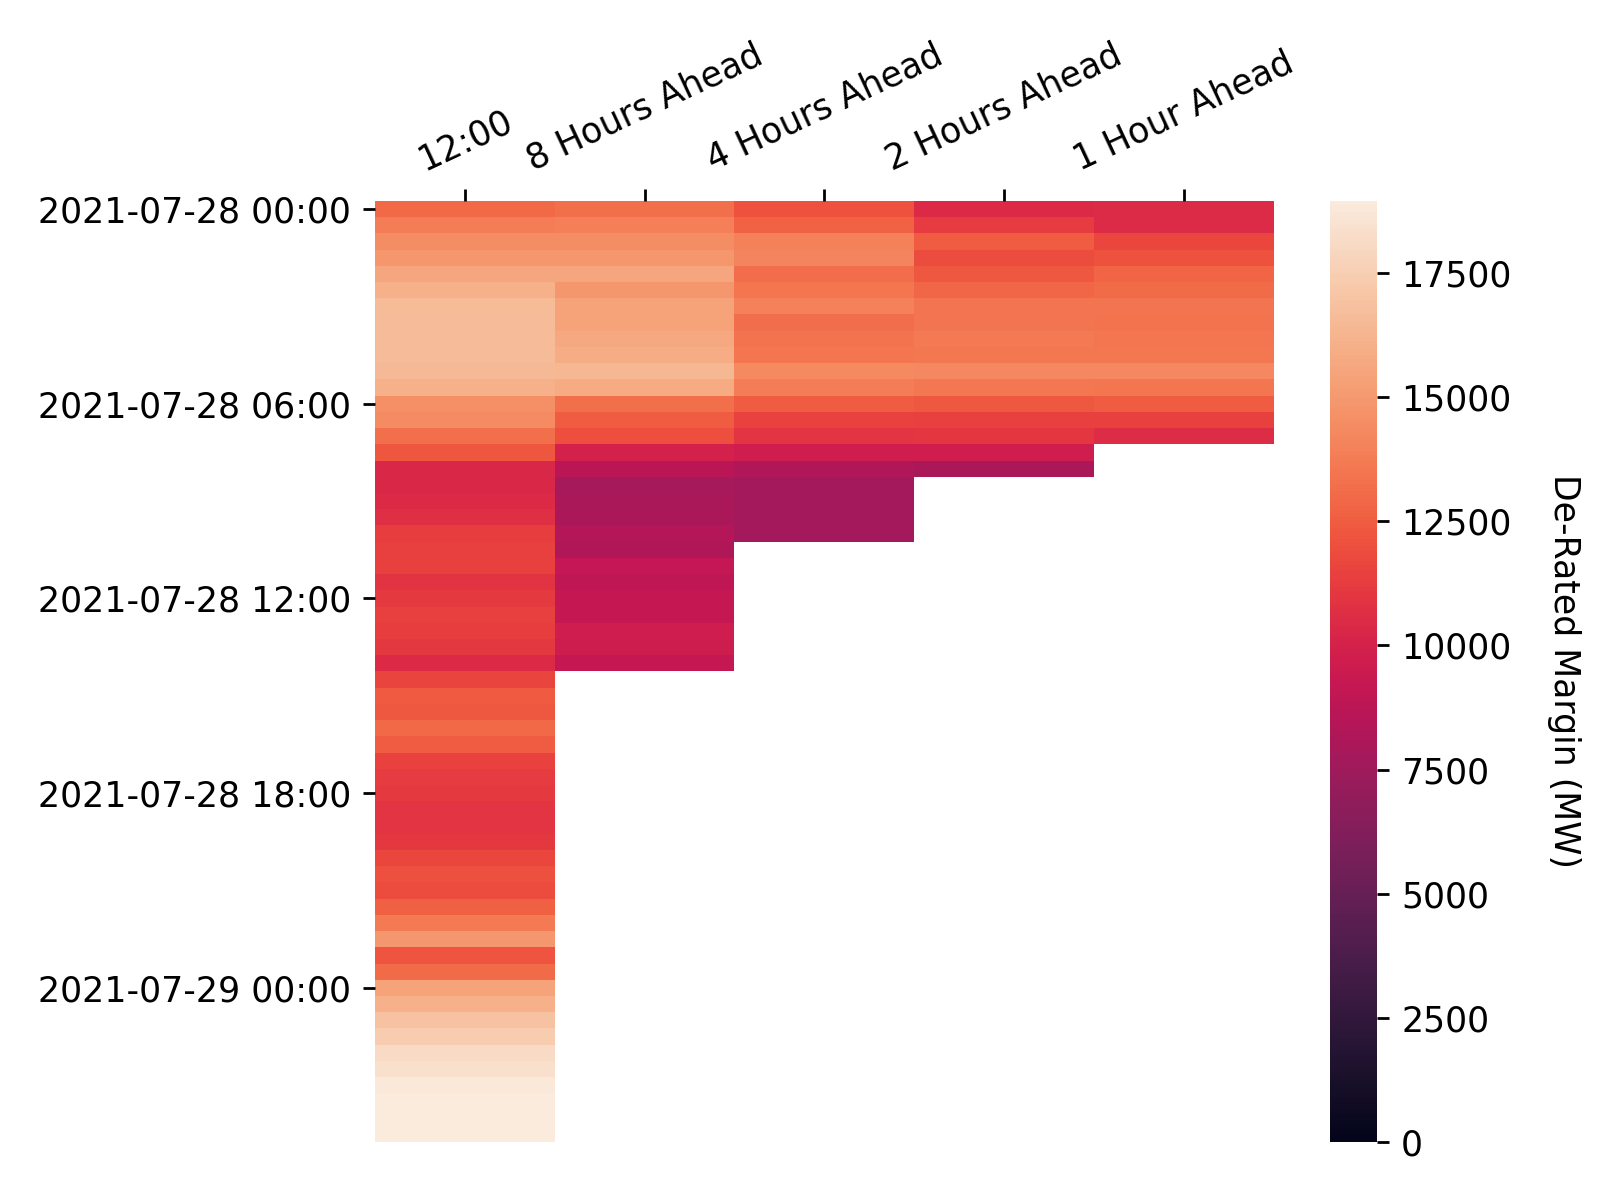 12:00
8 Hours Ahead
4 Hours Ahead
2 Hours Ahead
1 Hour Ahead
2021-07-28 00:00
2021-07-28 06:00
2021-07-28 12:00
2021-07-28 18:00
2021-07-29 00:00
17500
15000
12500
10000
7500
5000
2500
0
De-Rated Margin (MW)